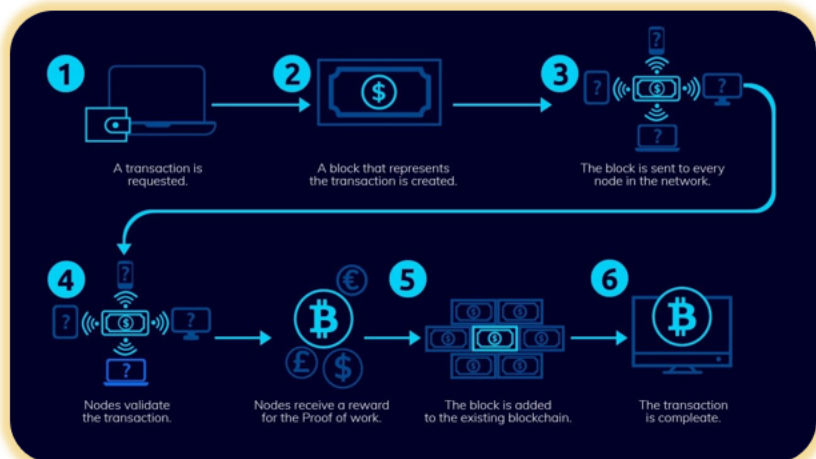 1
A transaction is
requested.
2
$
A block that represents
the transaction is created.
3
?
? $ ?
?
The block is sent to every
node in the network.
4
?
? $ ?
?
Nodes validate
the transaction.
€
₿
£ $
Nodes receive a reward
for the Proof of work.
5
$ $
$ $ $
$ $
The block is added
to the existing blockchain.
6
₿
The transaction
is compleate.